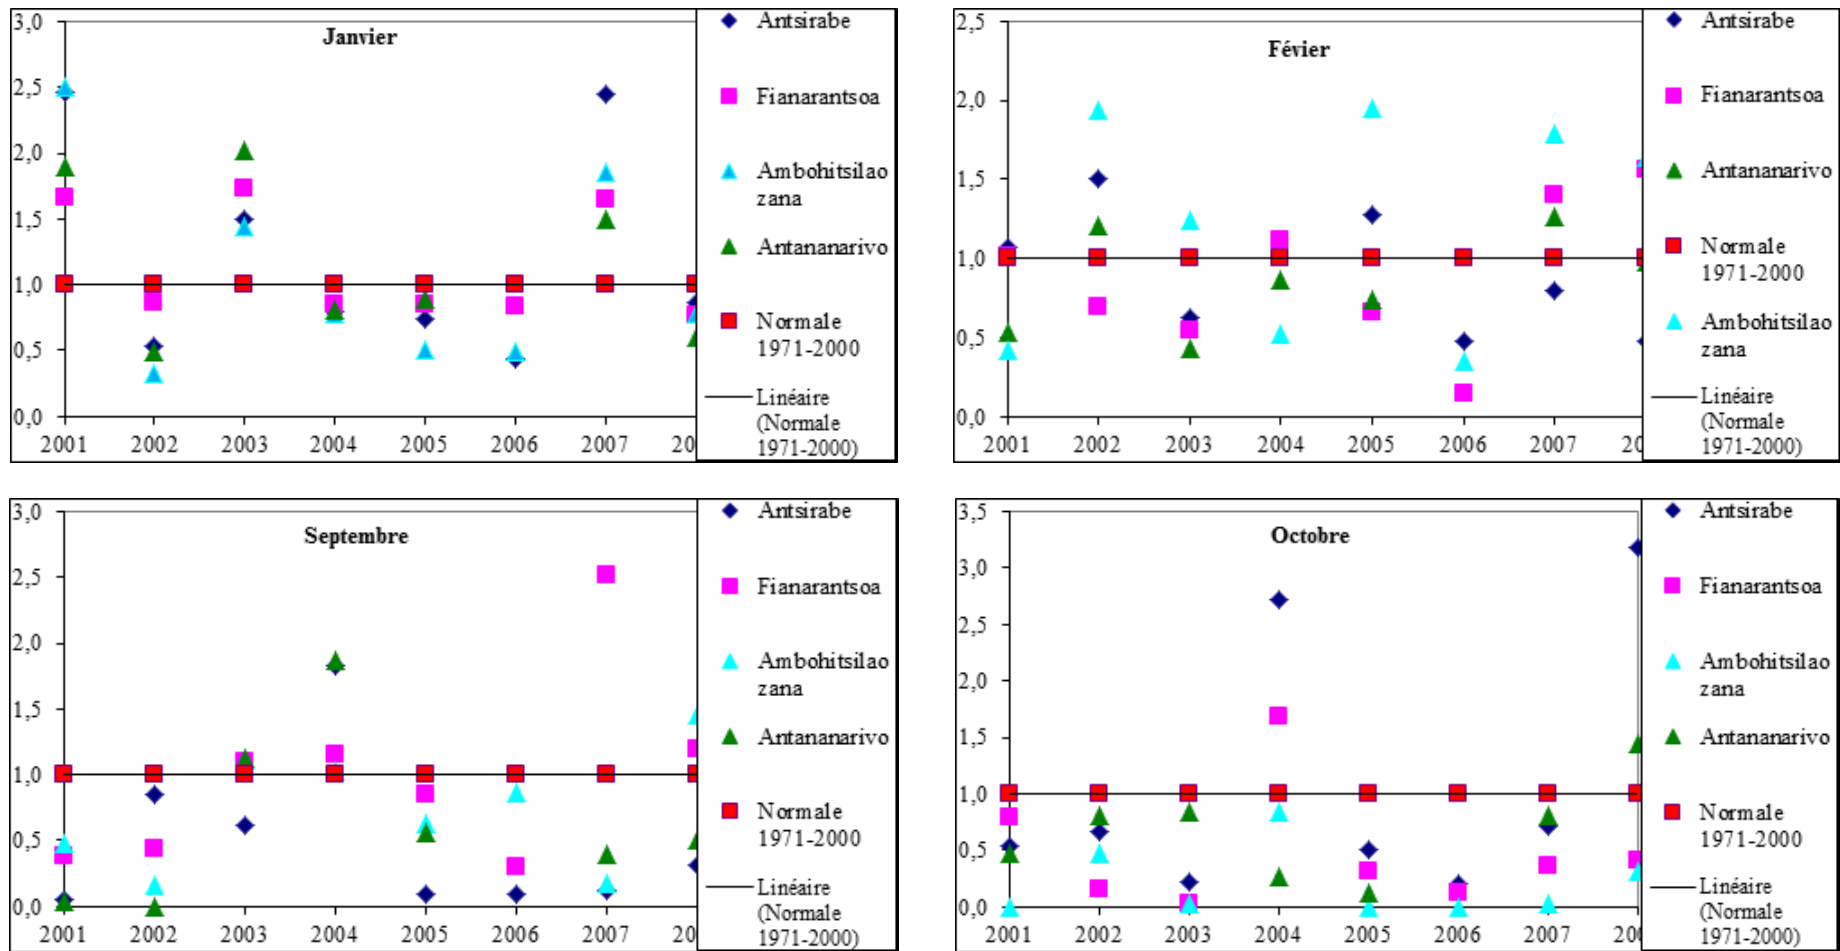 Janvier
3,0
2,5
2,0
1,5
1,0
0,5
0,0
2001 2002 2003 2004 2005 2006 2007 20
Antsirabe
Fianarantsoa
Ambohitsilao
zana
Antananarivo
Normale
1971-2000
Linéaire
(Normale
1971-2000)
Févier
2,5
2,0
1,5
1,0
0,5
0,0
2001 2002 2003 2004 2005 2006 2007 20
Antsirabe
Fianarantsoa
Antananarivo
Normale
1971-2000
Ambohitsilao
zana
Linéaire
(Normale
1971-2000)
Septembre
3,0
2,5
2,0
1,5
1,0
0,5
0,0
2001 2002 2003 2004 2005 2006 2007 20
Antsirabe
Fianarantsoa
Ambohitsilao
zana
Antananarivo
Normale
1971-2000
Linéaire
(Normale
1971-2000)
Octobre
3,5
3,0
2,5
2,0
1,5
1,0
0,5
0,0
2001 2002 2003 2004 2005 2006 2007 200
Antsirabe
Fianarantsoa
Ambohitsilao
zana
Antananarivo
Normale
1971-2000
Linéaire
(Normale
1971-2000)